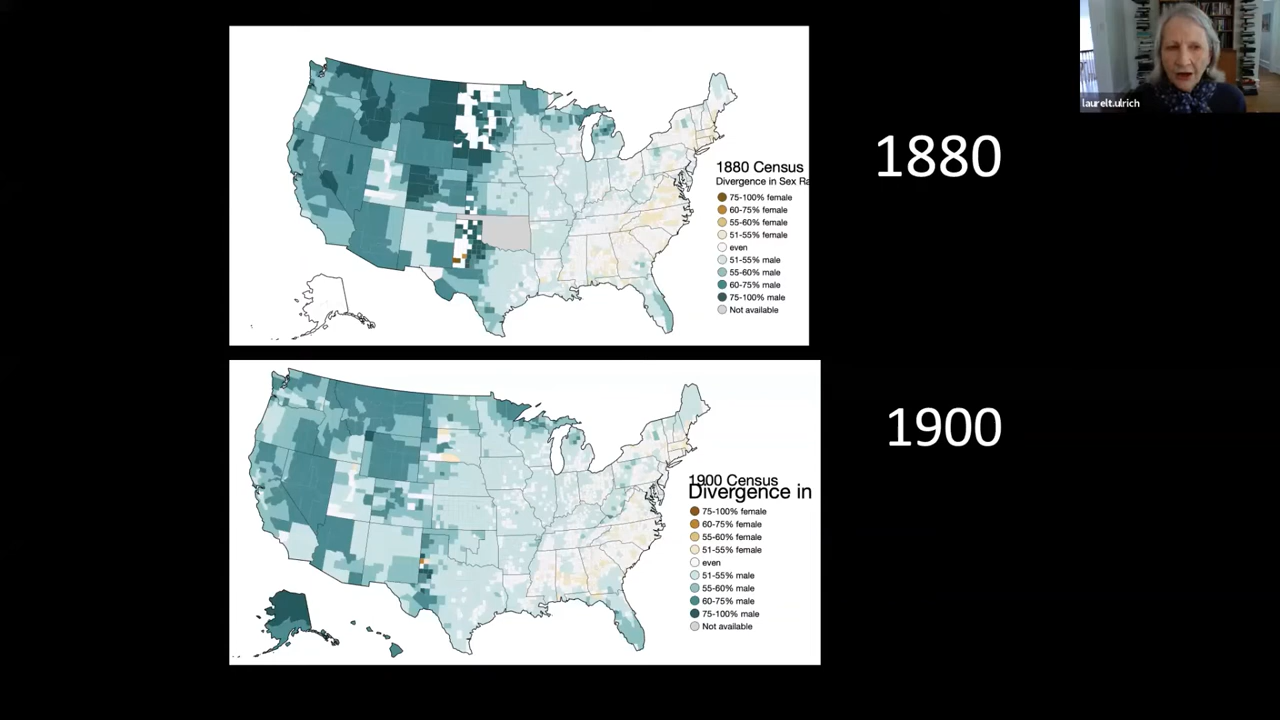 laurelt.ulrich
1880
1880 Census
Divergence in Sex Ra
75-100% female
60-75% female
55-60% female
51-55% female
even
51-55% male
55-60% male
60-75% male
75-100% male
Not available
1900
1900 Census
Divergence in
75-100% female
60-75% female
55-60% female
51-55% female
even
51-55% male
55-60% male
60-75% male
75-100% male
Not available